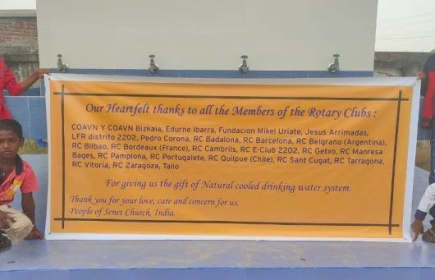 Our Heartfelt thanks to all the Members of the Rotary Clubs :
COAVN Y COAVN Bizkaia, Edurne Ibarra, Fundacion Mikel Uriate, Jesus Arrimadas,
LFR distrito 2202, Pedro Corona, RC Badalona, RC Barcelona, RC Belgrano (Argentina),
RC Bilbao, RC Bordeaux (France), RC Cambrils, RC E-Club 2202, RC Getxo, RC Manresa
Bages, RC Pamplona, RC Portugalete, RC Quilpue (Chile), RC Sant Cugat, RC Tarragona,
RC Vitoria, RC Zaragoza, Talio
For giving us the gift of Natural cooled drinking water system.
Thank you for your love, care and concern for us.
People of Senet Church, India.